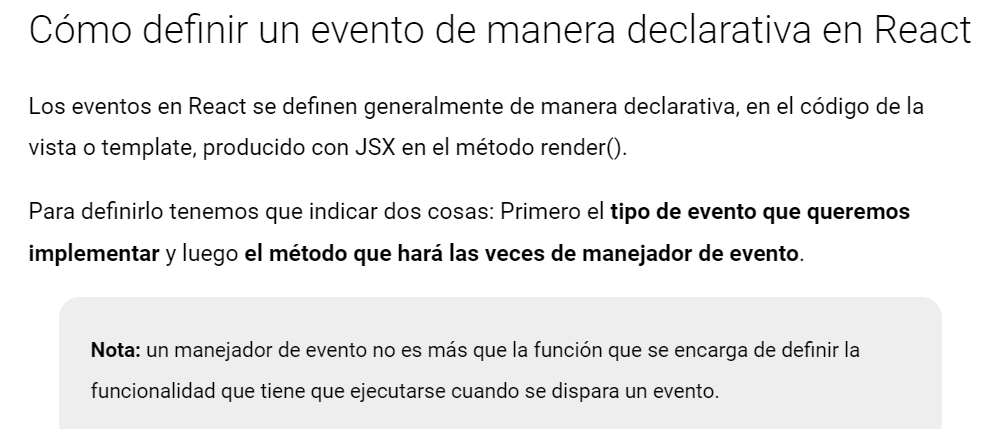 Cómo definir un evento de manera declarativa en React
Los eventos en React se definen generalmente de manera declarativa, en el código de la
vista o template, producido con JSX en el método render().
Para definirlo tenemos que indicar dos cosas: Primero el tipo de evento que queremos
implementar y luego el método que hará las veces de manejador de evento.
Nota: un manejador de evento no es más que la función que se encarga de definir la
funcionalidad que tiene que ejecutarse cuando se dispara un evento.